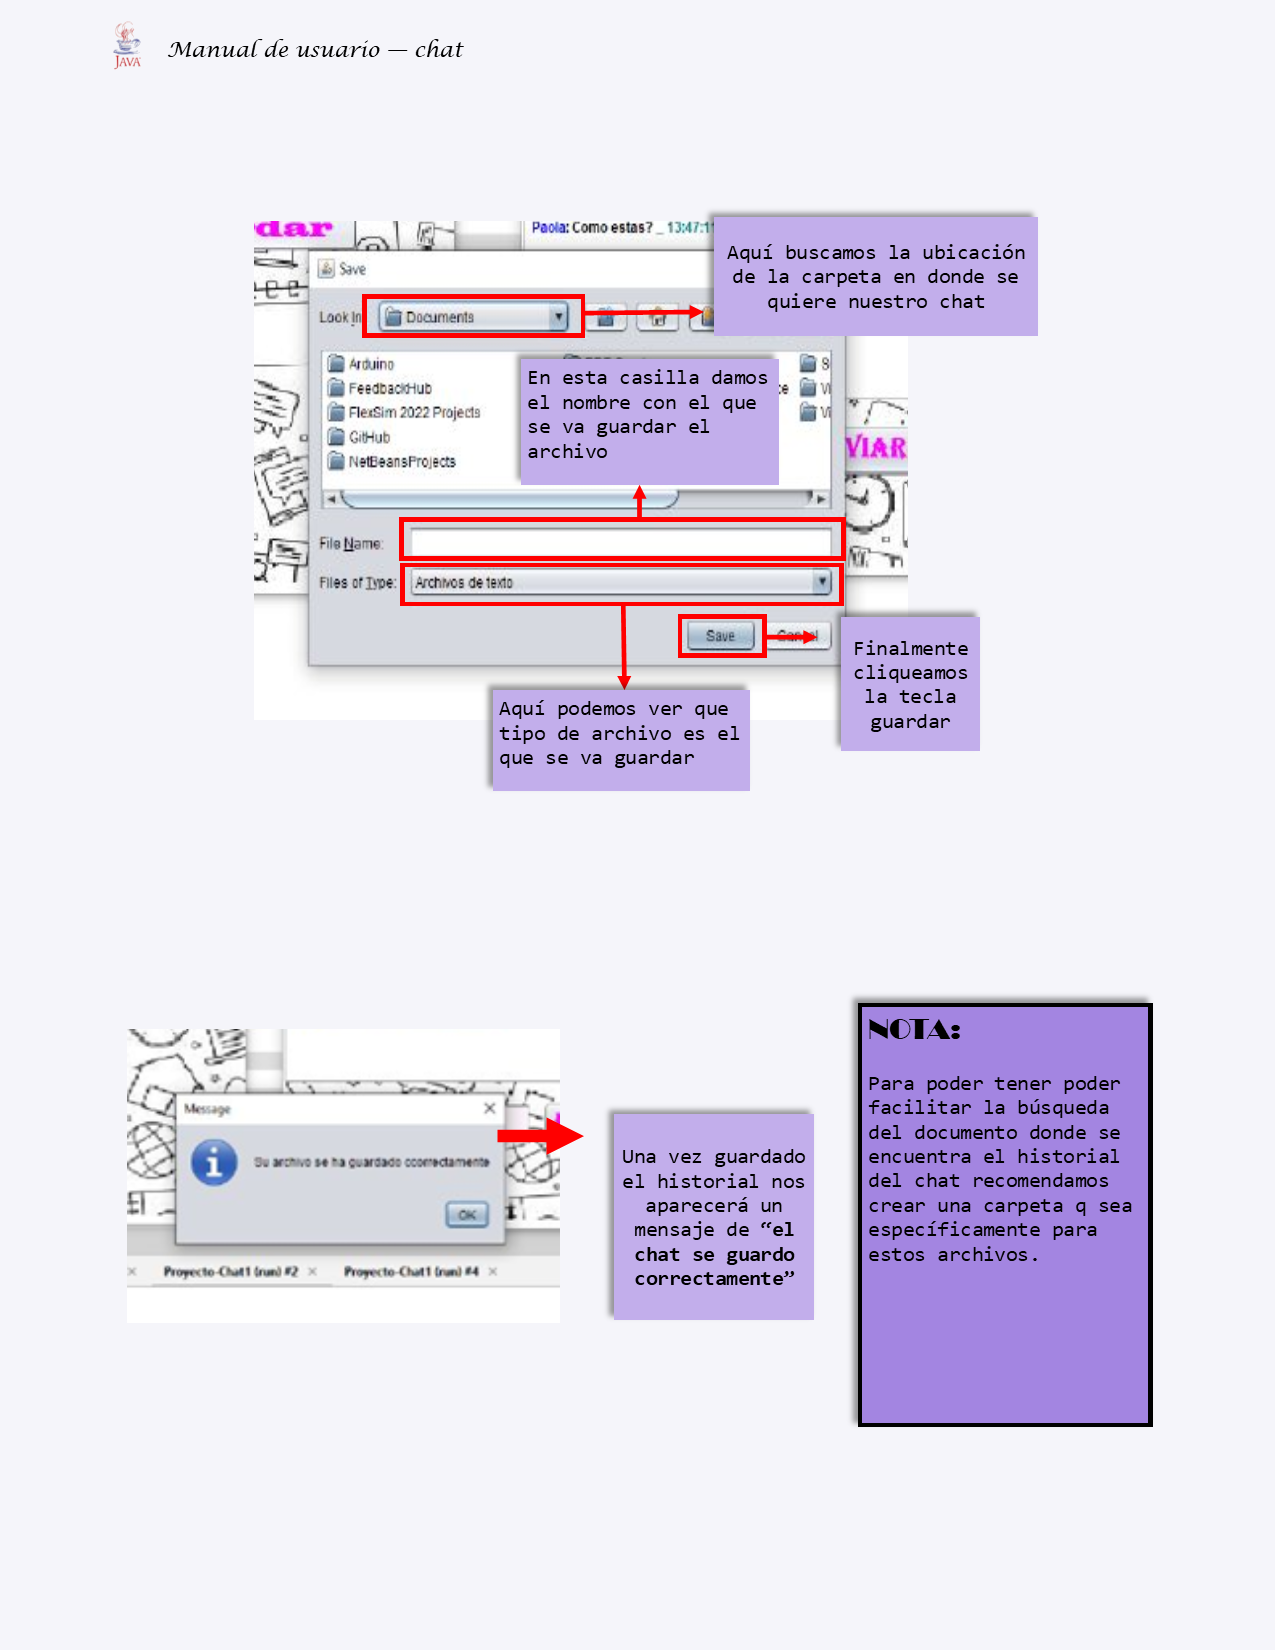 JAVA
Manual de usuario — chat
dar
Paola: Como estas? _ 13:47:11
Aquí buscamos la ubicación
de la carpeta en donde se
quiere nuestro chat
Save
Look In:
Documents
Arduino
FeedbackHub
FlexSim 2022 Projects
GitHub
NetBeansProjects
En esta casilla damos
el nombre con el que
se va guardar el
archivo
VIAR
File Name:
Files of Type:
Archivos de texto
Save
Cancel
Finalmente
cliqueamos
la tecla
guardar
Aquí podemos ver que
tipo de archivo es el
que se va guardar
Message
Su archivo se ha guardado ccorrectamente
OK
Proyecto-Chat1 (run) #2
Proyecto-Chat1 (run) #4
Una vez guardado
el historial nos
aparecerá un
mensaje de “el
chat se guardo
correctamente”
NOTA:
Para poder tener poder
facilitar la búsqueda
del documento donde se
encuentra el historial
del chat recomendamos
crear una carpeta q sea
específicamente para
estos archivos.